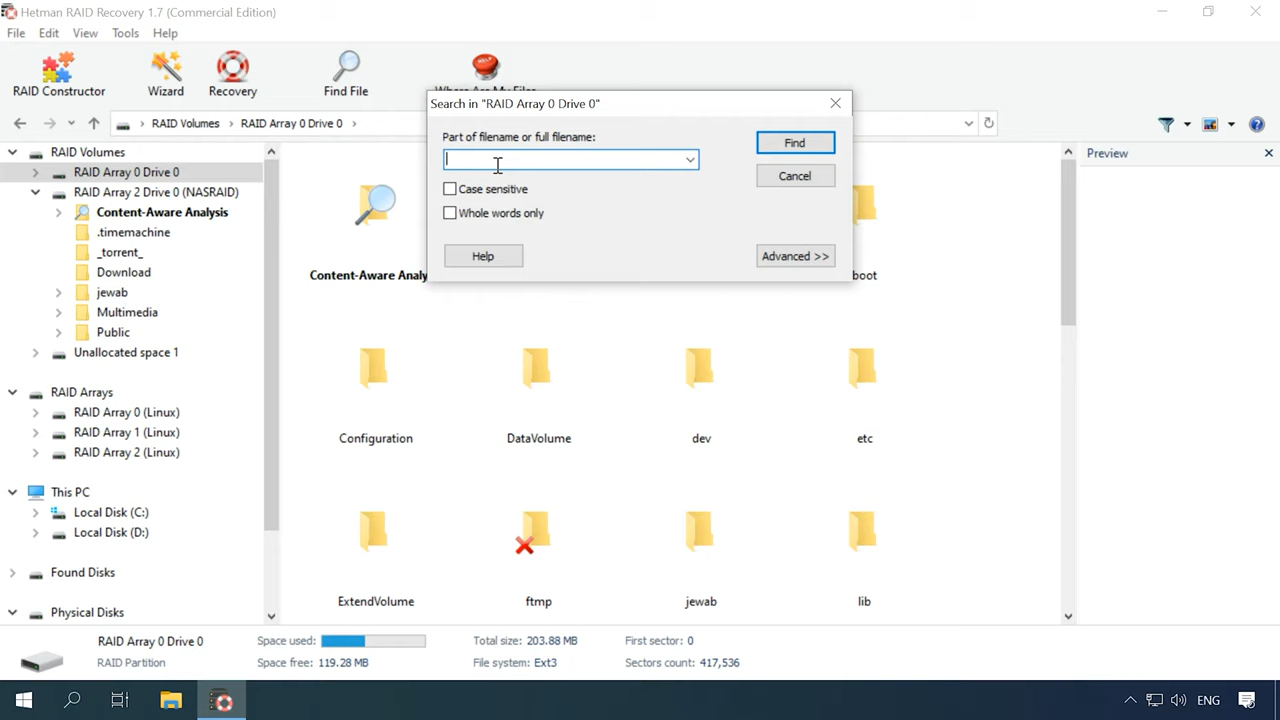 Hetman RAID Recovery 1.7 (Commercial Edition)
File Edit View Tools Help
RAID Constructor Wizard Recovery Find File
Search in "RAID Array 0 Drive 0"
Part of filename or full filename:
Find
Case sensitive
Cancel
Whole words only
Help
Advanced >>
RAID Volumes > RAID Array 0 Drive 0 >
Preview
RAID Volumes
RAID Array 0 Drive 0
RAID Array 2 Drive 0 (NASRAID)
Content-Aware Analysis
.timemachine
_torrent_
Download
jewab
Multimedia
Public
Unallocated space 1
RAID Arrays
RAID Array 0 (Linux)
RAID Array 1 (Linux)
RAID Array 2 (Linux)
This PC
Local Disk (C:)
Local Disk (D:)
Found Disks
Physical Disks
Content-Aware Analy
boot
Configuration DataVolume dev etc
ExtendVolume ftmp jewab lib
RAID Array 0 Drive 0 Space used: Total size: 203.88 MB First sector: 0
RAID Partition Space free: 119.28 MB File system: Ext3 Sectors count: 417,536
ENG